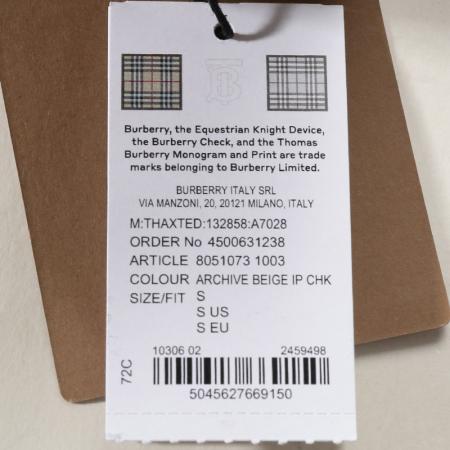 Burberry, the Equestrian Knight Device,
the Burberry Check, and the Thomas
Burberry Monogram and Print are trade
marks belonging to Burberry Limited.
BURBERRY ITALY SRL
VIA MANZONI, 20, 20121 MILANO, ITALY
M:THAXTED:132858:A7028
ORDER No 4500631238
ARTICLE 8051073 1003
COLOUR ARCHIVE BEIGE IP CHK
SIZE/FIT S
S US
S EU
72C
10306 02 2459498
5045627669150